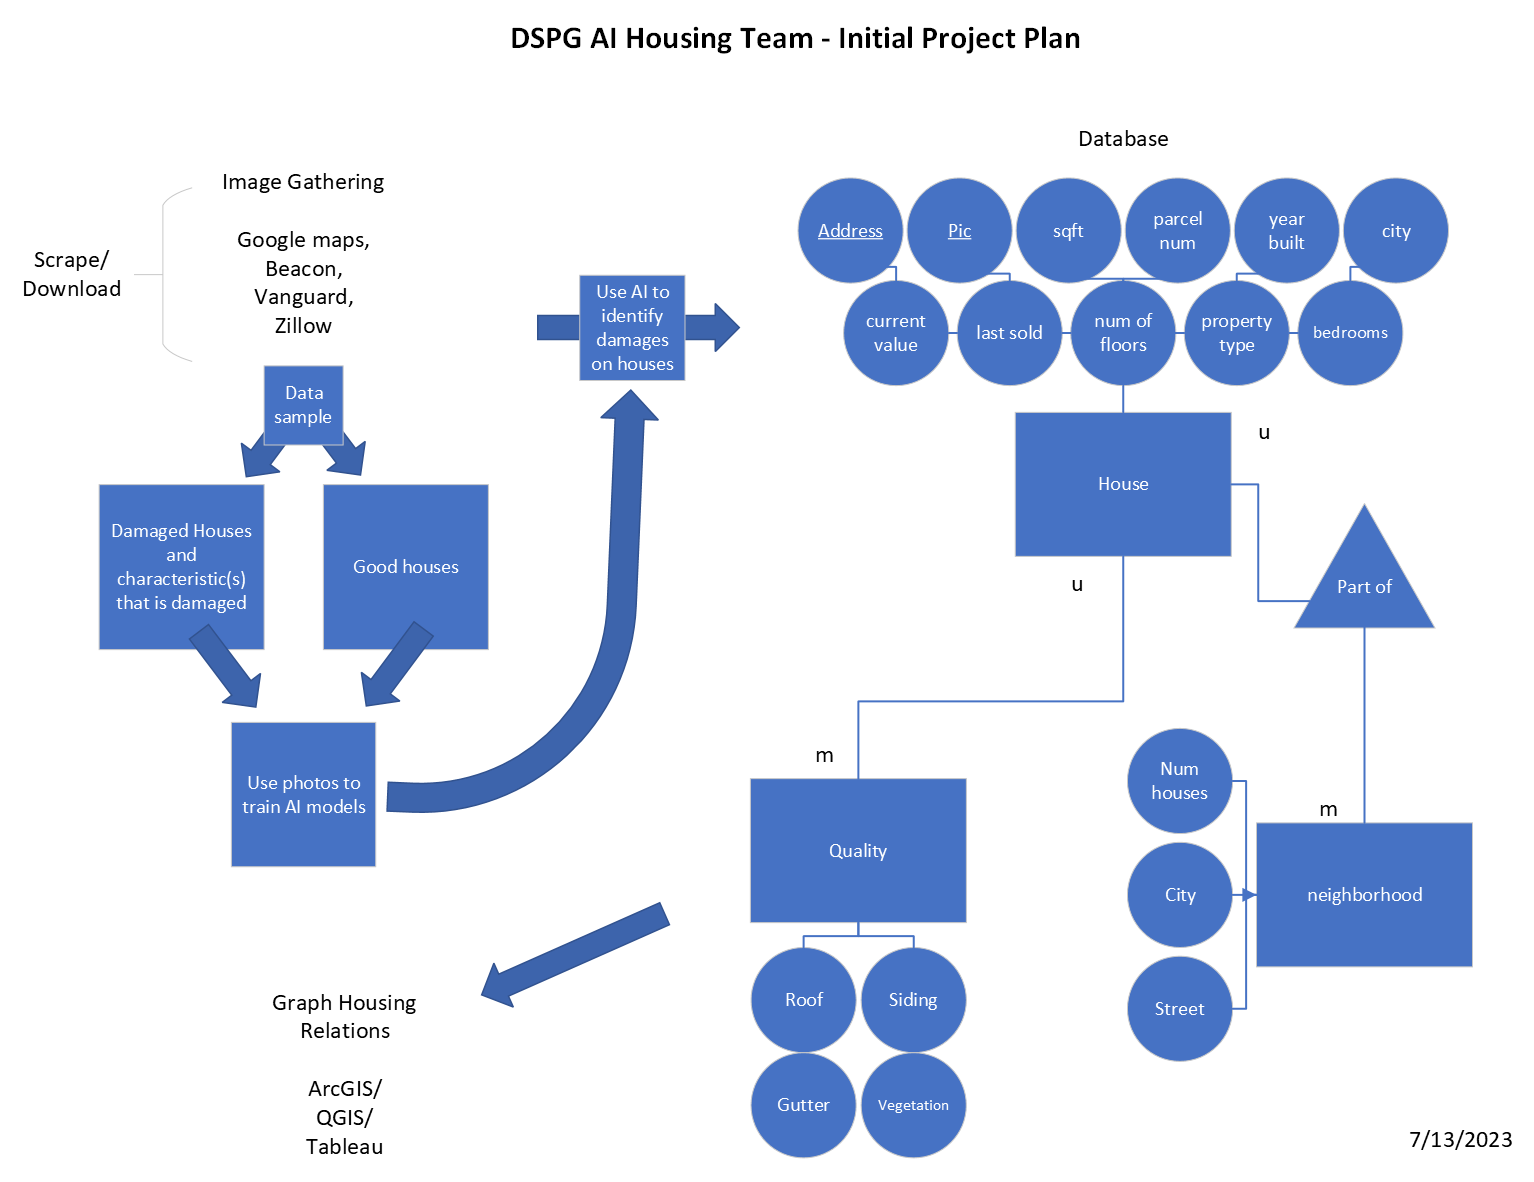 DSPG AI Housing Team - Initial Project Plan
Image Gathering
Google maps,
Beacon,
Vanguard,
Zillow
Scrape/
Download
Data
sample
Damaged Houses
and
characteristic(s)
that is damaged
Good houses
Use photos to
train AI models
Use AI to
identify
damages
on houses
Database
Address
Pic
sqft
parcel
num
year
built
city
current
value
last sold
num of
floors
property
type
bedrooms
House
u
u
Part of
m
m
Quality
Roof
Siding
Gutter
Vegetation
Num
houses
City
Street
neighborhood
Graph Housing
Relations
ArcGIS/
QGIS/
Tableau
7/13/2023